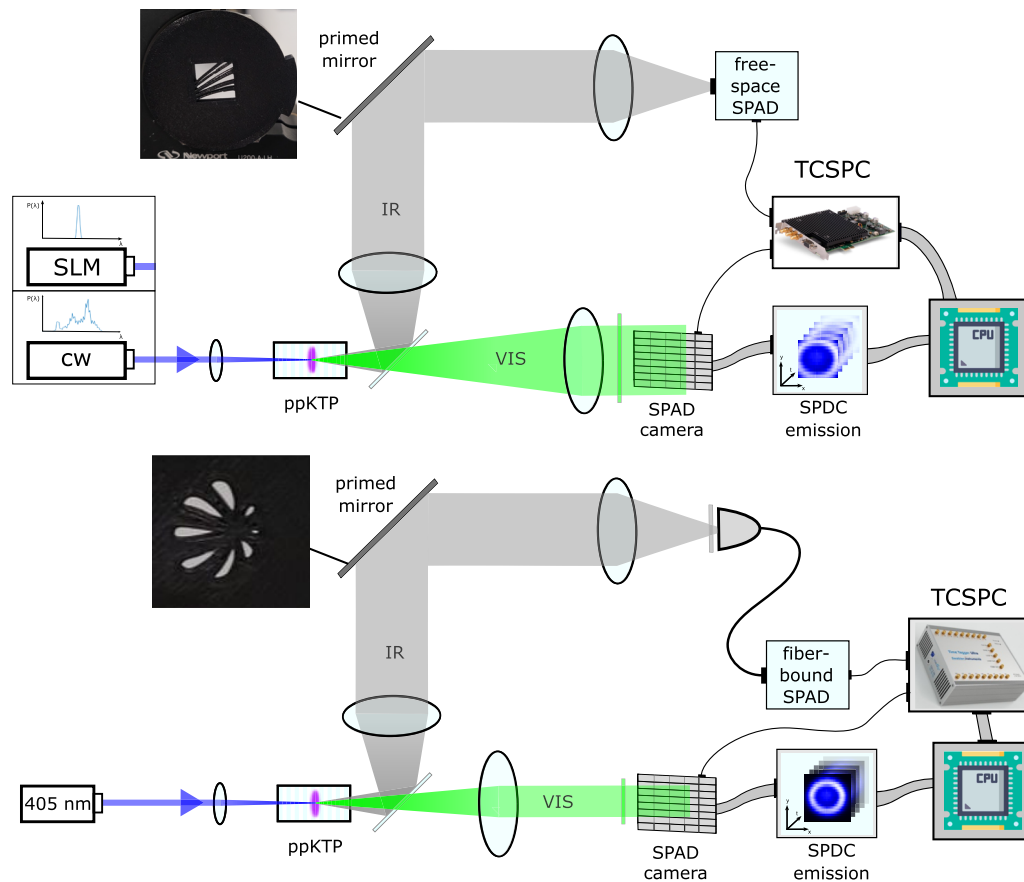 primed
mirror
free-
space
SPAD
Newport
TCSPC
IR
P(λ)
λ
SLM
P(λ)
λ
CW
VIS
CPU
ppKTP
SPAD
camera
y
t
x
SPDC
emission
primed
mirror
TCSPC
IR
fiber-
bound
SPAD
405 nm
VIS
CPU
ppKTP
SPAD
camera
y
x
SPDC
emission